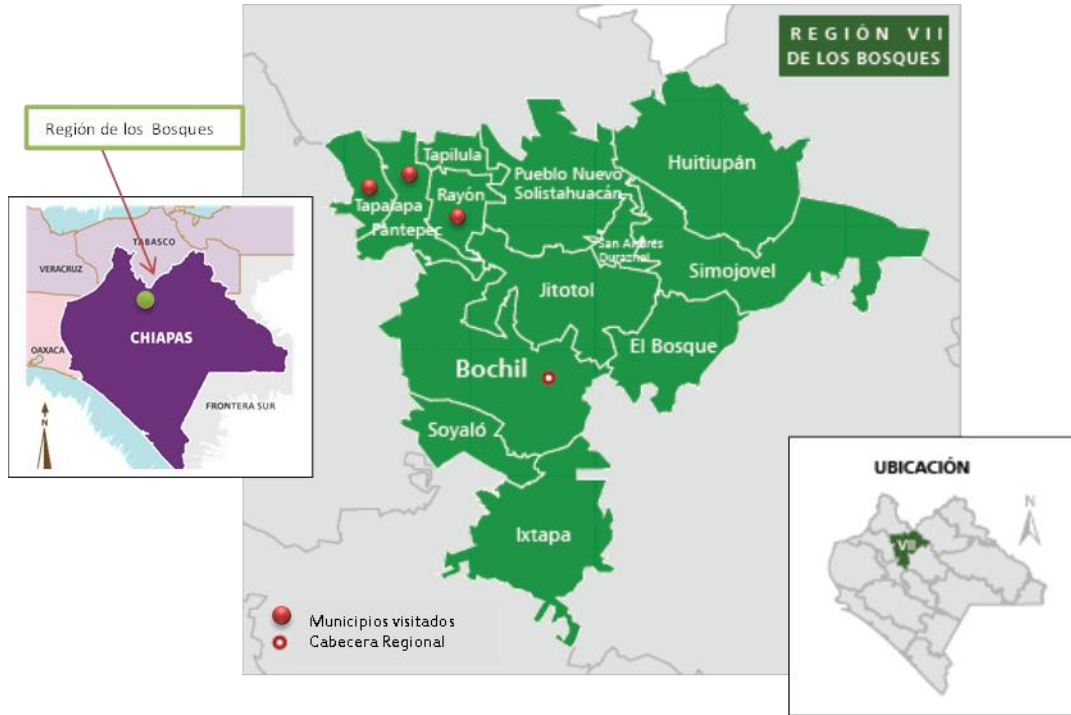 REGIÓN VII
DE LOS BOSQUES
Región de los Bosques
Tapilula
Huitiupán
Pueblo Nuevo
Solistahuacán
Rayón
Tapalapa
Pantepec
San Andrés
Duraznal
Simojovel
Jitotol
El Bosque
Bochil
Soyaló
Ixtapa
Municipios visitados
Cabecera Regional
TABASCO
VERACRUZ
CHIAPAS
OAXACA
FRONTERA SUR
N
UBICACIÓN
N
VII